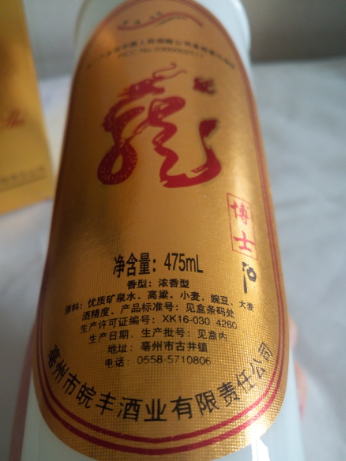 龍
博士
净含量：475mL
香型：浓香型
原料：优质矿泉水、高粱、小麦、豌豆、大麦
酒精度、产品标准号：见盒条码处
生产许可证编号：XK16-030 4260
生产日期、生产批号：见盒内
地址：亳州市古井镇
电话：0558-5710806
亳州市皖丰酒业有限责任公司